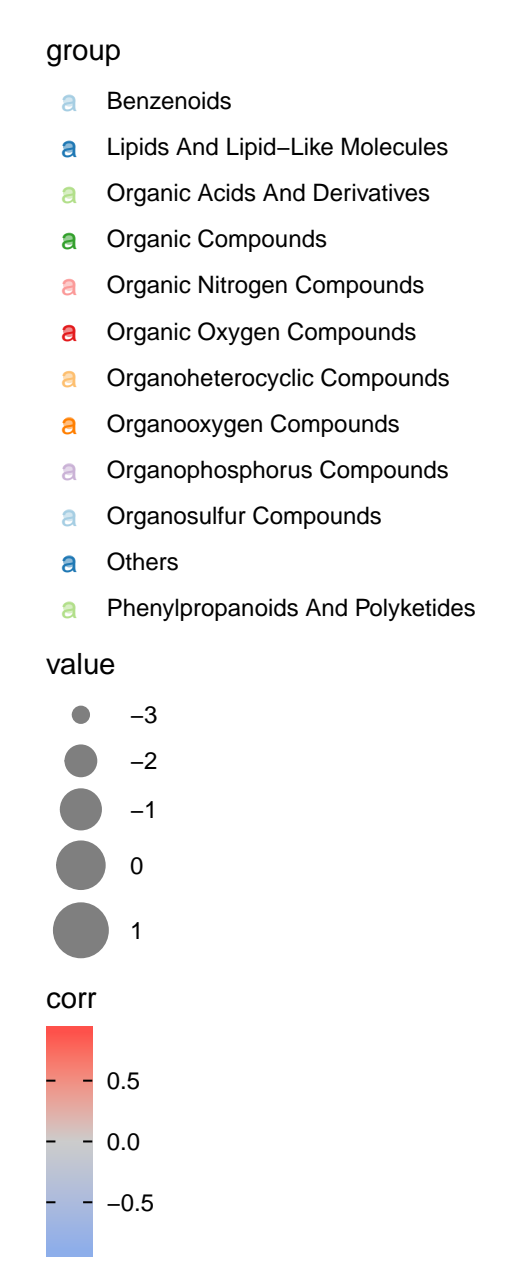 group
a Benzenoids
a Lipids And Lipid−Like Molecules
a Organic Acids And Derivatives
a Organic Compounds
a Organic Nitrogen Compounds
a Organic Oxygen Compounds
a Organoheterocyclic Compounds
a Organooxygen Compounds
a Organophosphorus Compounds
a Organosulfur Compounds
a Others
a Phenylpropanoids And Polyketides
value
−3
−2
−1
0
1
corr
0.5
0.0
−0.5